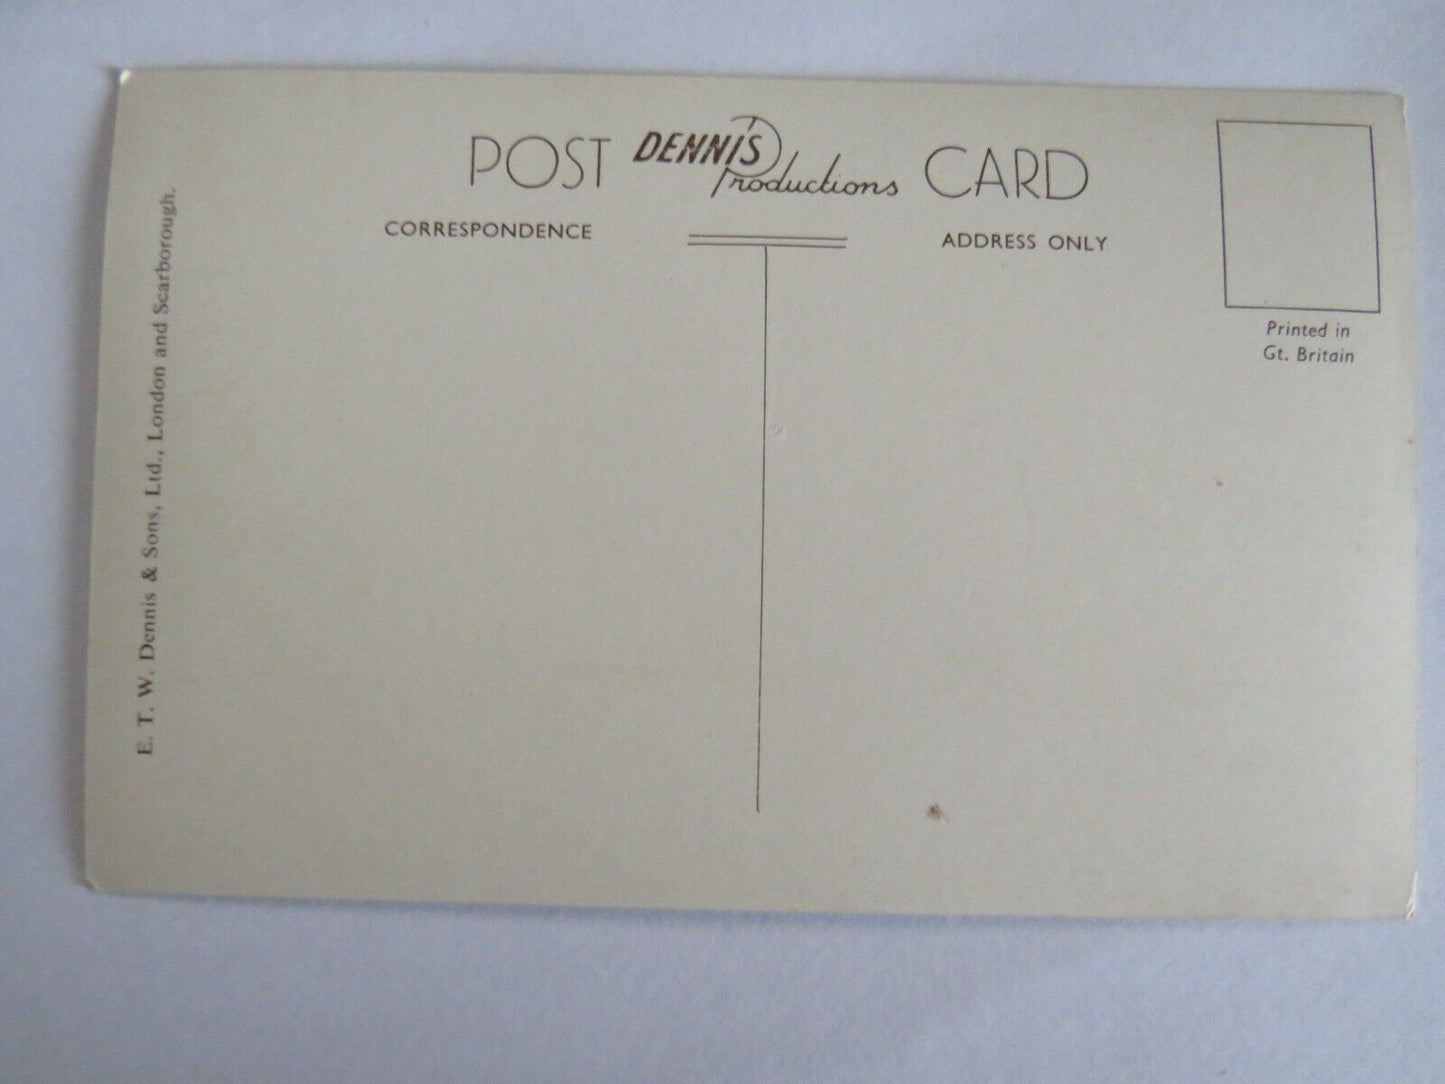 POST DENNIS Productions CARD
CORRESPONDENCE
ADDRESS ONLY
Printed in
Gt. Britain
E. T. W. Dennis & Sons, Ltd., London and Scarborough.